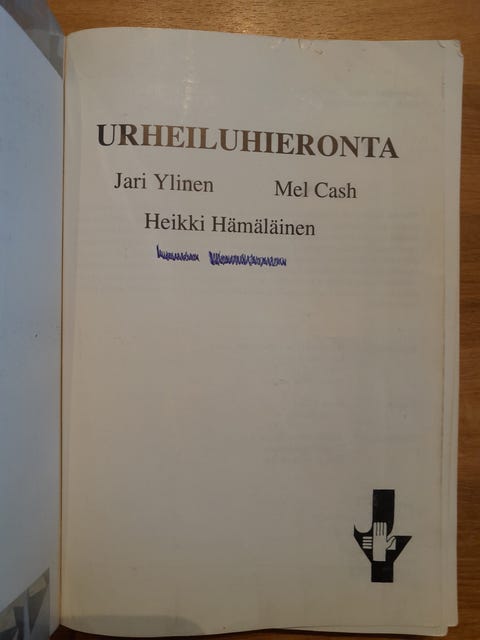 URHEILUHIERONTA
Jari Ylinen Mel Cash
Heikki Hämäläinen